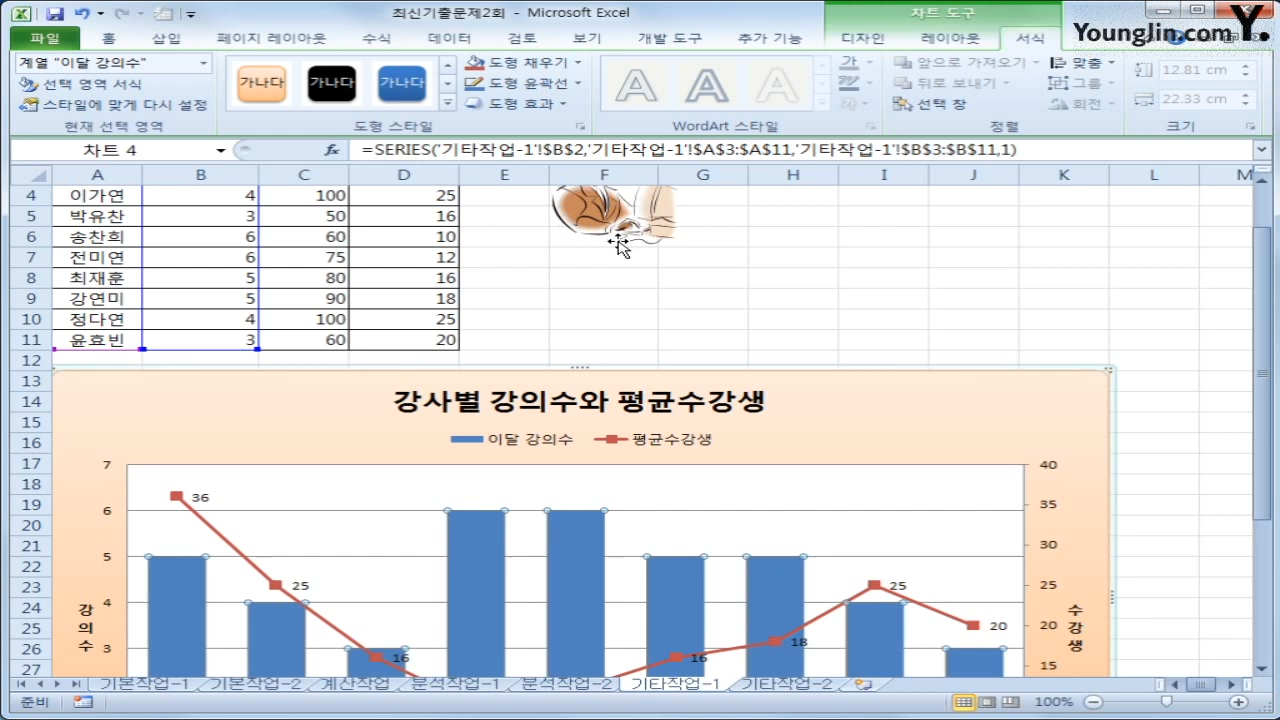 최신기출문제2회 - Microsoft Excel
차트 도구
YoungJin.com Y.
파일 홈 삽입 페이지 레이아웃 수식 데이터 검토 보기 개발 도구 추가 기능 디자인 레이아웃 서식
계열 "이달 강의수"
선택 영역 서식
스타일에 맞게 다시 설정
현재 선택 영역
가나다 가나다 가나다
도형 채우기
도형 윤곽선
도형 효과
도형 스타일
A A A
가
WordArt 스타일
앞으로 가져오기 맞춤
뒤로 보내기 그룹
선택 창 회전
정렬
12.81 cm
22.33 cm
크기
차트 4 fx =SERIES('기타작업-1'!$B$2,'기타작업-1'!$A$3:$A$11,'기타작업-1'!$B$3:$B$11,1)
A B C D E F G H I J K L M
4 이가연 4 100 25
5 박유찬 3 50 16
6 송찬희 6 60 10
7 전미연 6 75 12
8 최재훈 5 80 16
9 강연미 5 90 18
10 정다연 4 100 25
11 윤효빈 3 60 20
12
13
14
15
16
17
18
19
20
21
22
23
24
25
26
27
강사별 강의수와 평균수강생
이달 강의수 평균수강생
7
6
5
4
3
강의수
36
25
16
16
18
25
20
40
35
30
25
20
15
수강생
기본작업-1 기본작업-2 계산작업 분석작업-1 분석작업-2 기타작업-1 기타작업-2
준비 100%